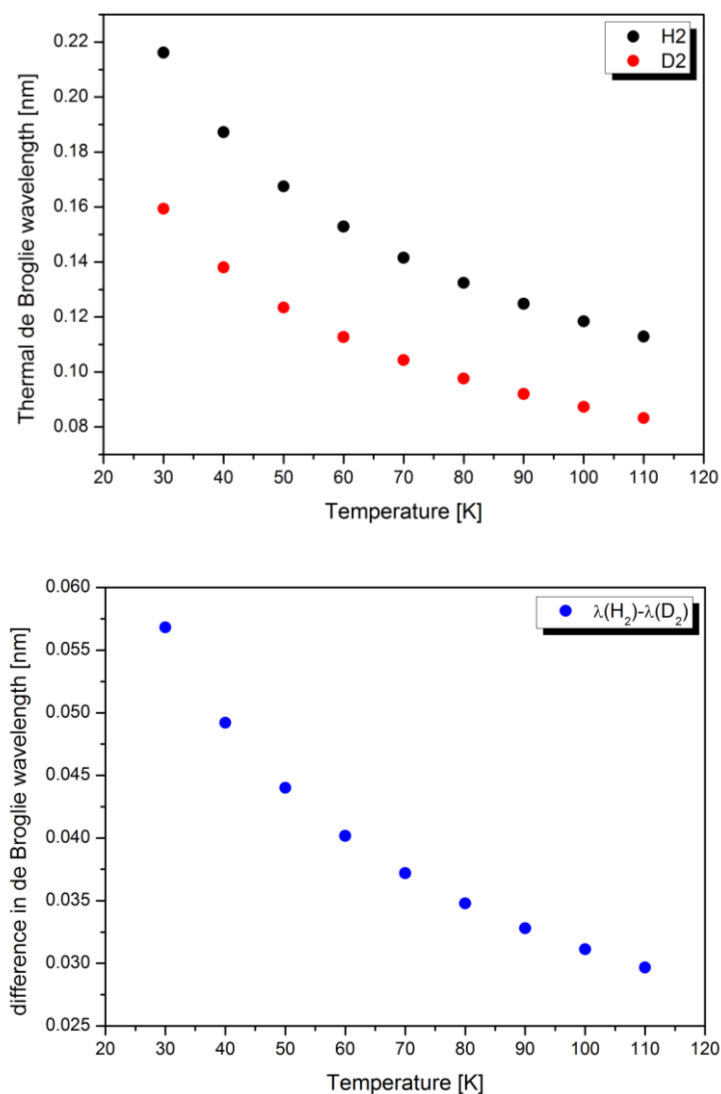 H2
D2
Thermal de Broglie wavelength [nm]
0.22
0.20
0.18
0.16
0.14
0.12
0.10
0.08
20 30 40 50 60 70 80 90 100 110 120
Temperature [K]
λ(H₂)-λ(D₂)
difference in de Broglie wavelength [nm]
0.060
0.055
0.050
0.045
0.040
0.035
0.030
0.025
20 30 40 50 60 70 80 90 100 110 120
Temperature [K]